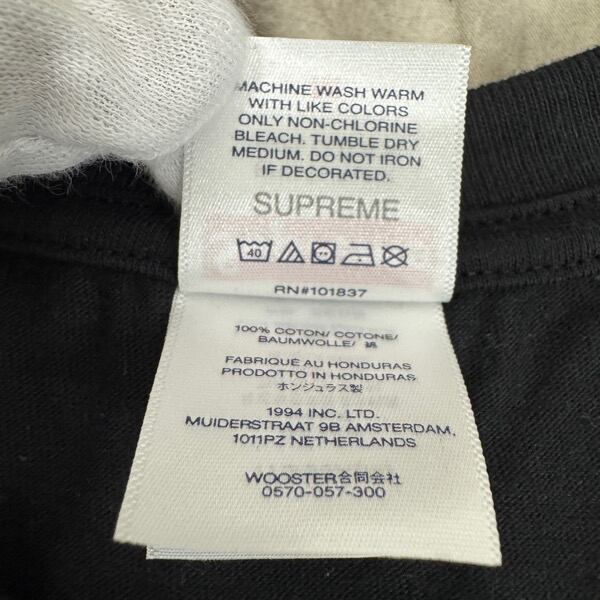 MACHINE WASH WARM
WITH LIKE COLORS
ONLY NON-CHLORINE
BLEACH. TUMBLE DRY
MEDIUM. DO NOT IRON
IF DECORATED.
SUPREME
40
RN#101837
100% COTON/ COTONE/
BAUMWOLLE/ 綿
FABRIQUÉ AU HONDURAS
PRODOTTO IN HONDURAS
ホンジュラス製
1994 INC. LTD.
MUIDERSTRAAT 9B AMSTERDAM,
1011PZ NETHERLANDS
WOOSTER合同会社
0570-057-300